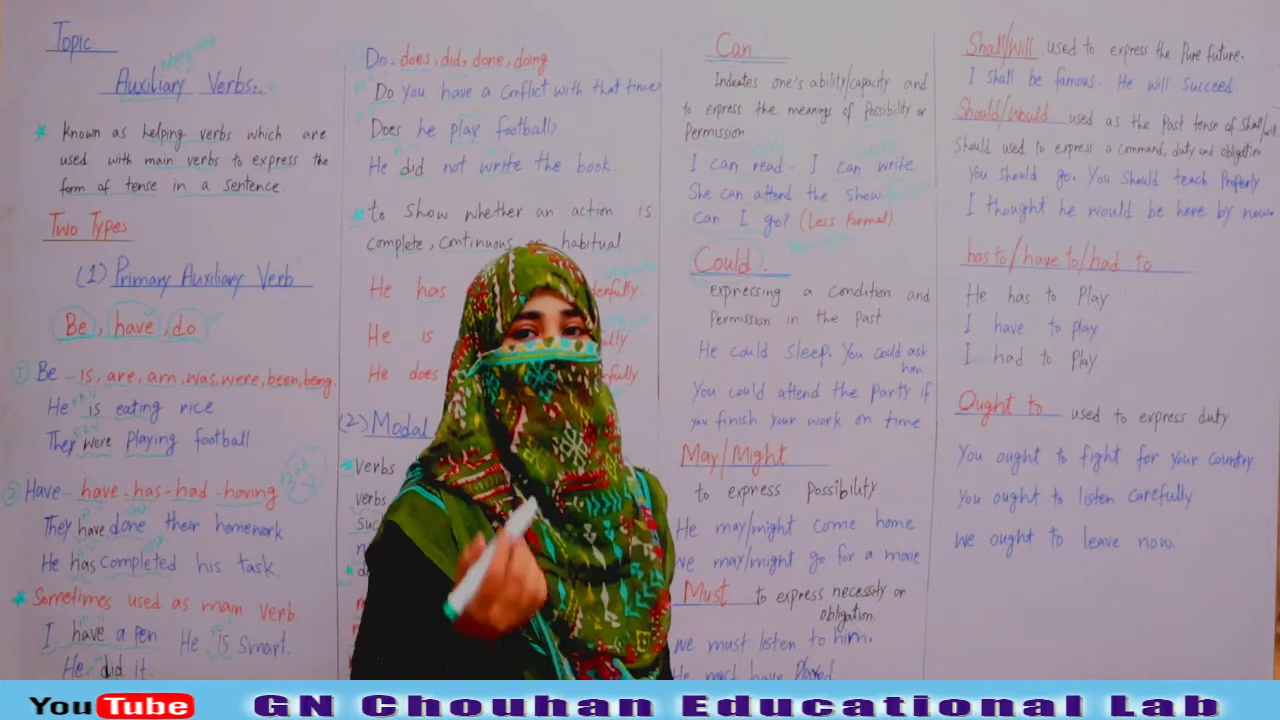 Topic
Auxiliary Verbs
* Known as helping verbs which are
used with main verbs to express the
form of tense in a sentence.
Two Types
(1) Primary Auxiliary Verb
Be, have, do
① Be - is, are, am, was, were, been, being
He is eating rice
They were playing football
② Have - have - has - had - having
They have done their homework
He has completed his task.
* Sometimes used as main verb
I have a pen He is smart.
He did it.
Do - does, did, done, doing
Do you have a conflict with that time
Does he play football?
He did not write the book.
* to show whether an action is
complete, continuous or habitual
He has
He is
He does
(2) Modal
* Verbs
verbs
suc
Can
Indicates one's ability/capacity and
to express the meanings of Possibility or
Permission
I can read - I can write
She can attend the show
Can I go? (Less Formal)
Could
expressing a condition and
Permission in the past
He could sleep. You could ask
him
You could attend the party if
you finish your work on time
May/Might
to express Possibility
He may/might come home
We may/might go for a movie
Must to express necessity or
obligation.
We must listen to him.
He must have played
Shall/will used to express the Pure future.
I shall be famous. He will succeed
Should/would used as the Past tense of Shall/will
Should used to express a command, duty and obligation
You should go. You should teach Properly
I thought he would be here by now.
has to/have to/had to
He has to Play
I have to play
I had to Play
Ought to used to express duty
You ought to fight for your country.
You ought to listen carefully
We ought to leave now.
YouTube GN Chouhan Educational Lab